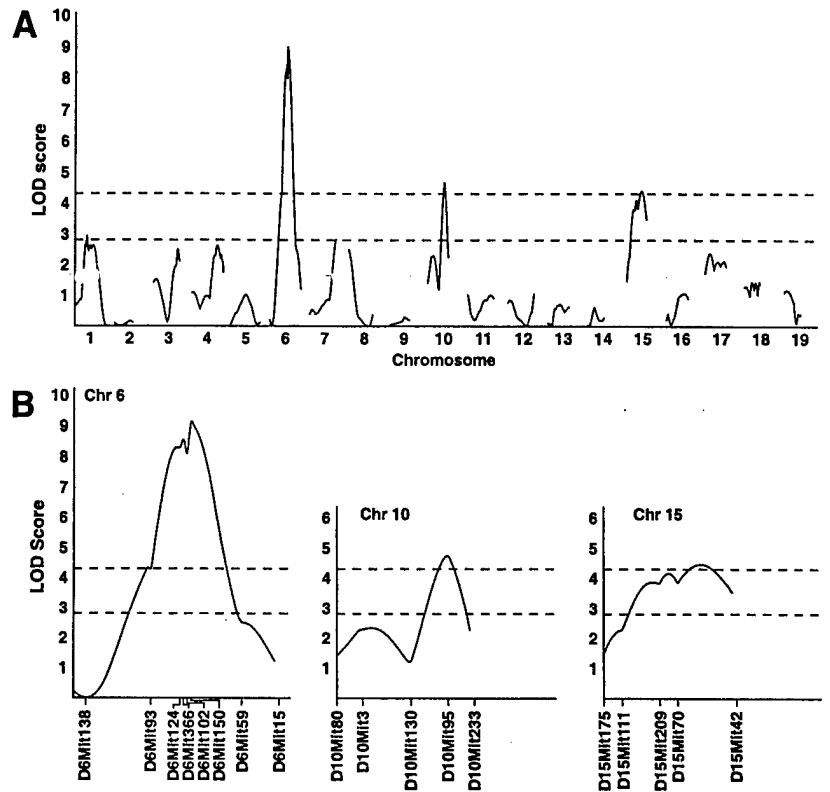 A
10
9
8
7
6
5
4
3
2
1
LOD score
1 2 3 4 5 6 7 8 9 10 11 12 13 14 15 16 17 18 19
Chromosome
B
10
9
8
7
6
5
4
3
2
1
LOD Score
Chr 6
D6Mit138
D6Mit93
D6Mit124
D6Mit366
D6Mit102
D6Mit150
D6Mit59
D6Mit15
6
5
4
3
2
1
Chr 10
D10Mit80
D10Mit3
D10Mit130
D10Mit95
D10Mit233
6
5
4
3
2
1
Chr 15
D15Mit175
D15Mit111
D15Mit209
D15Mit70
D15Mit42